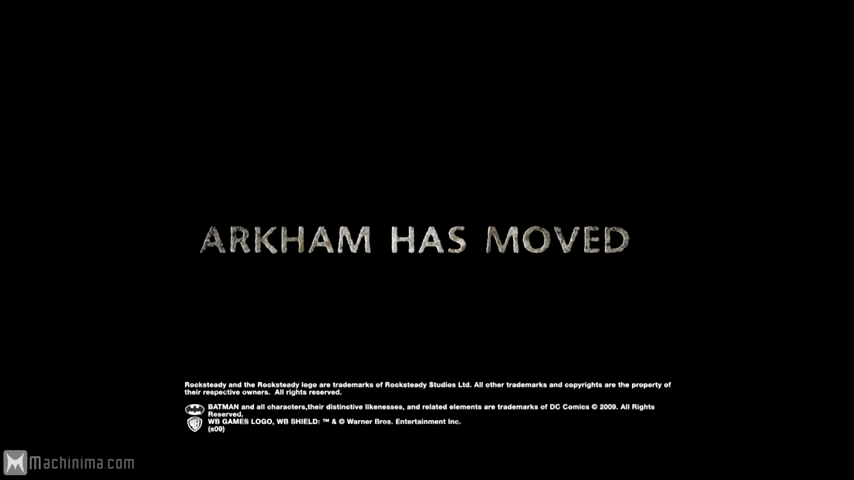 ARKHAM HAS MOVED
Rocksteady and the Rocksteady logo are trademarks of Rocksteady Studios Ltd. All other trademarks and copyrights are the property of
their respective owners. All rights reserved.
BATMAN and all characters,their distinctive likenesses, and related elements are trademarks of DC Comics © 2009. All Rights
Reserved.
WB GAMES LOGO, WB SHIELD: ™ & © Warner Bros. Entertainment Inc.
(s09)
Machinima.com